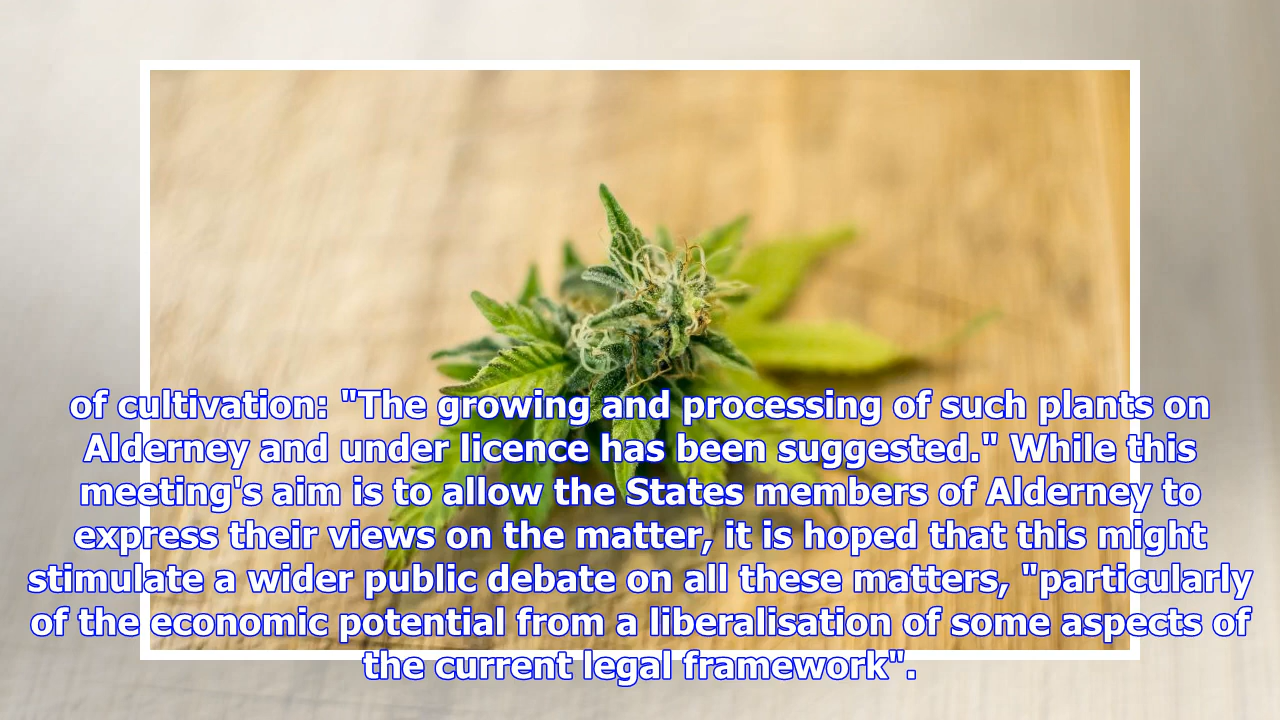 of cultivation: "The growing and processing of such plants on
Alderney and under licence has been suggested." While this
meeting's aim is to allow the States members of Alderney to
express their views on the matter, it is hoped that this might
stimulate a wider public debate on all these matters, "particularly
of the economic potential from a liberalisation of some aspects of
the current legal framework".